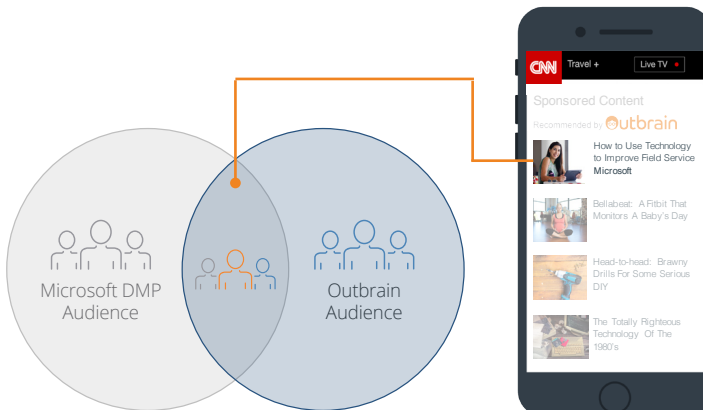 CNN
Travel +
Live TV
Sponsored Content
Recommended by Outbrain
How to Use Technology
to Improve Field Service
Microsoft
Bellabeat: A Fitbit That
Monitors A Baby's Day
Head-to-head: Brawny
Drills For Some Serious
DIY
The Totally Righteous
Technology Of The
1980's
Microsoft DMP
Audience
Outbrain
Audience